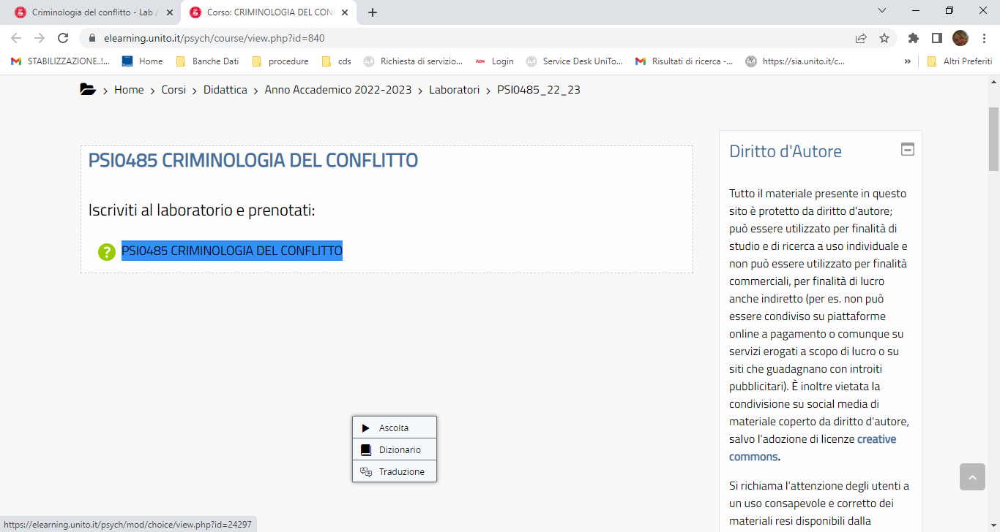 Criminologia del conflitto - Lab /
Corso: CRIMINOLOGIA DEL CON
elearning.unito.it/psych/course/view.php?id=840
STABILIZZAZIONE..!...
Home
Banche Dati
procedure
cds
Richiesta di servizio...
AON Login
Service Desk UniTo...
Risultati di ricerca -...
https://sia.unito.it/c...
»
Altri Preferiti
> Home > Corsi > Didattica > Anno Accademico 2022-2023 > Laboratori > PSI0485_22_23
PSI0485 CRIMINOLOGIA DEL CONFLITTO
Iscriviti al laboratorio e prenotati:
? PSI0485 CRIMINOLOGIA DEL CONFLITTO
Ascolta
Dizionario
Traduzione
Diritto d'Autore
Tutto il materiale presente in questo
sito è protetto da diritto d'autore;
può essere utilizzato per finalità di
studio e di ricerca a uso individuale e
non può essere utilizzato per finalità
commerciali, per finalità di lucro
anche indiretto (per es. non può
essere condiviso su piattaforme
online a pagamento o comunque su
servizi erogati a scopo di lucro o su
siti che guadagnano con introiti
pubblicitari). È inoltre vietata la
condivisione su social media di
materiale coperto da diritto d'autore,
salvo l'adozione di licenze creative
commons.
Si richiama l'attenzione degli utenti a
un uso consapevole e corretto dei
materiali resi disponibili dalla
https://elearning.unito.it/psych/mod/choice/view.php?id=24297